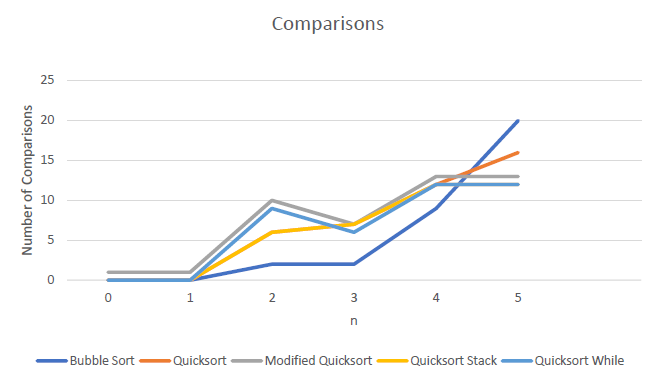 Comparisons
Number of Comparisons
25
20
15
10
5
0
0 1 2 3 4 5
n
Bubble Sort Quicksort Modified Quicksort Quicksort Stack Quicksort While